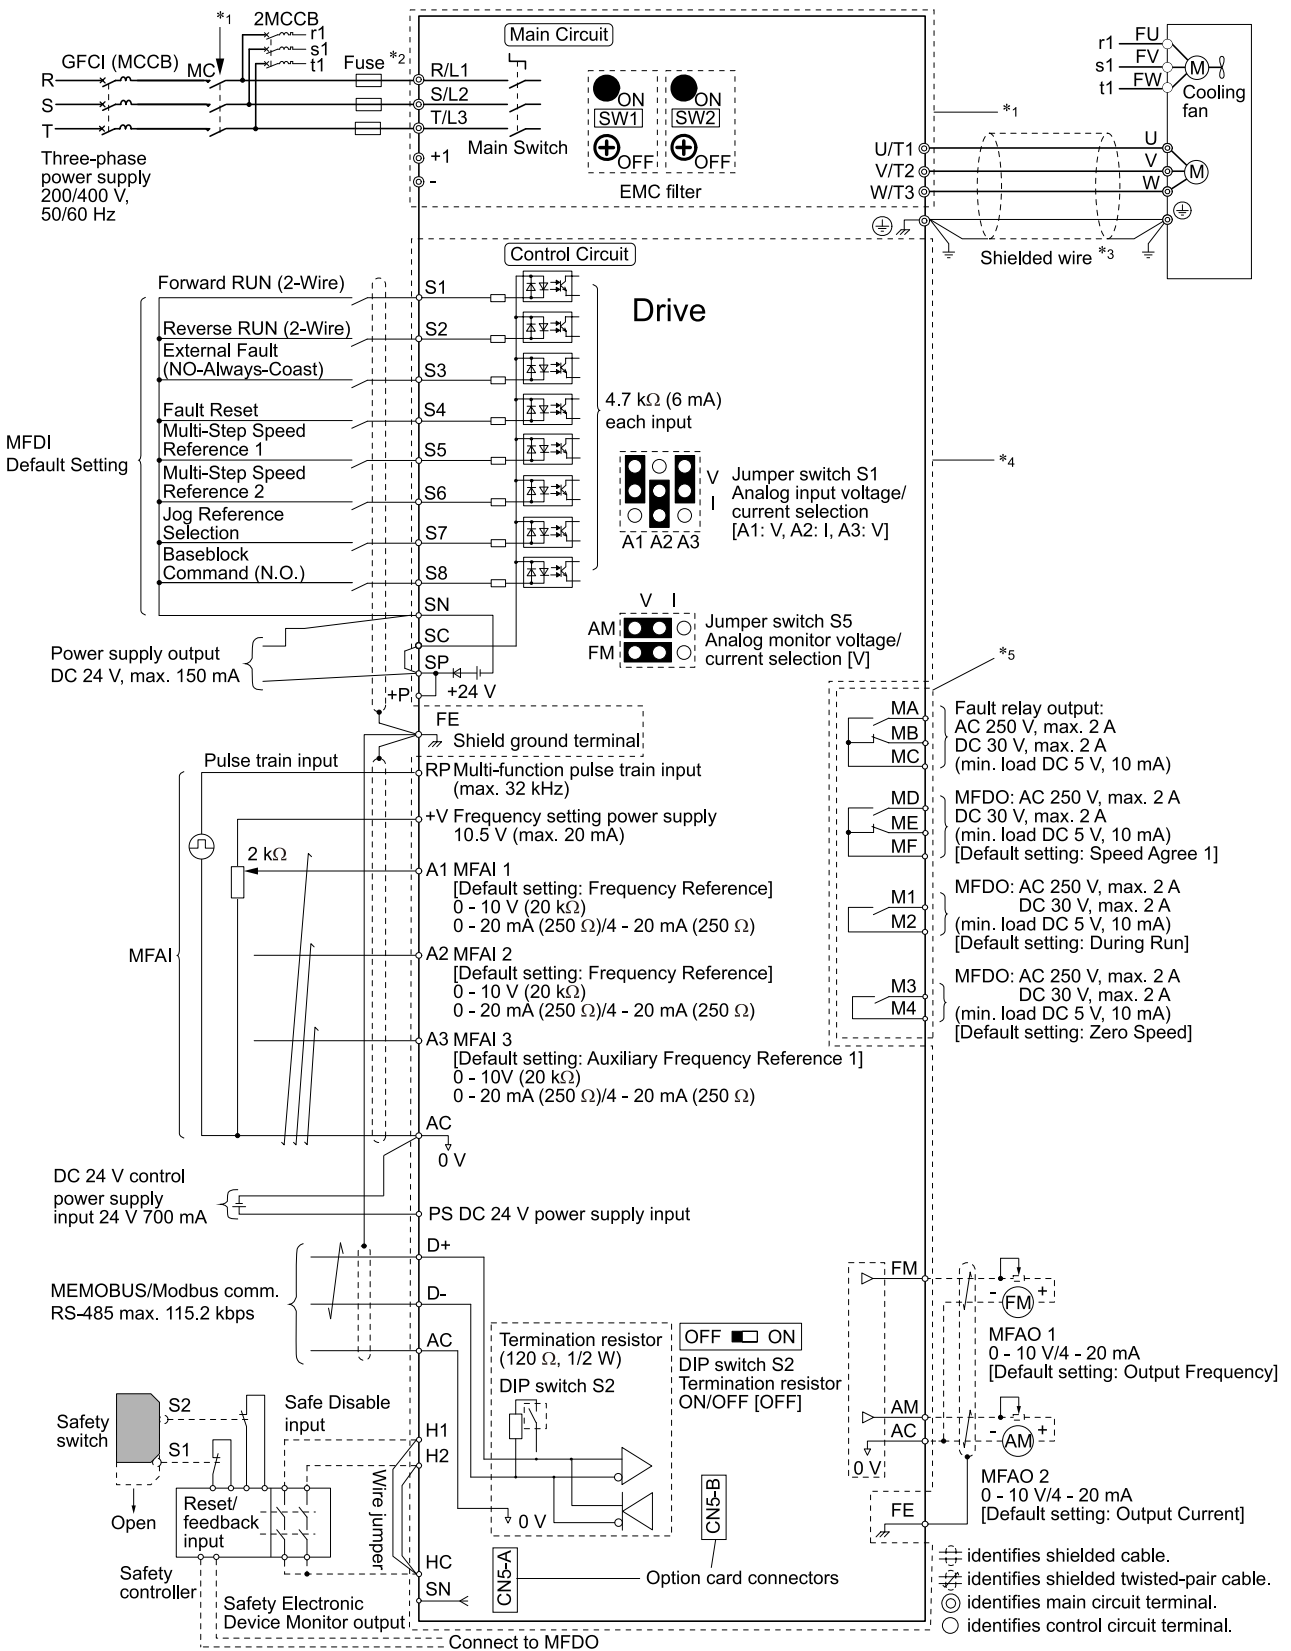 *1
2MCCB
r1
s1
t1
GFCI (MCCB)
MC
Fuse *2
R
S
T
Three-phase
power supply
200/400 V,
50/60 Hz
R/L1
S/L2
T/L3
+1
-
Main Circuit
Main Switch
ON
SW1
OFF
ON
SW2
OFF
EMC filter
r1 FU
s1 FV
t1 FW
M
Cooling
fan
*1
U/T1
V/T2
W/T3
U
V
W
M
Shielded wire *3
Control Circuit
Drive
Forward RUN (2-Wire)
S1
Reverse RUN (2-Wire)
S2
External Fault
(NO-Always-Coast)
S3
Fault Reset
S4
Multi-Step Speed
Reference 1
S5
Multi-Step Speed
Reference 2
S6
Jog Reference
Selection
S7
Baseblock
Command (N.O.)
S8
MFDI
Default Setting
4.7 kΩ (6 mA)
each input
V
I
A1 A2 A3
Jumper switch S1
Analog input voltage/
current selection
[A1: V, A2: I, A3: V]
*4
SN
SC
SP
+P
+24 V
Power supply output
DC 24 V, max. 150 mA
V I
AM
FM
Jumper switch S5
Analog monitor voltage/
current selection [V]
*5
FE
Shield ground terminal
MA
MB
MC
Fault relay output:
AC 250 V, max. 2 A
DC 30 V, max. 2 A
(min. load DC 5 V, 10 mA)
MD
ME
MF
MFDO: AC 250 V, max. 2 A
DC 30 V, max. 2 A
(min. load DC 5 V, 10 mA)
[Default setting: Speed Agree 1]
M1
M2
MFDO: AC 250 V, max. 2 A
DC 30 V, max. 2 A
(min. load DC 5 V, 10 mA)
[Default setting: During Run]
M3
M4
MFDO: AC 250 V, max. 2 A
DC 30 V, max. 2 A
(min. load DC 5 V, 10 mA)
[Default setting: Zero Speed]
Pulse train input
RP Multi-function pulse train input
(max. 32 kHz)
+V Frequency setting power supply
10.5 V (max. 20 mA)
2 kΩ
A1 MFAI 1
[Default setting: Frequency Reference]
0 - 10 V (20 kΩ)
0 - 20 mA (250 Ω)/4 - 20 mA (250 Ω)
MFAI
A2 MFAI 2
[Default setting: Frequency Reference]
0 - 10 V (20 kΩ)
0 - 20 mA (250 Ω)/4 - 20 mA (250 Ω)
A3 MFAI 3
[Default setting: Auxiliary Frequency Reference 1]
0 - 10V (20 kΩ)
0 - 20 mA (250 Ω)/4 - 20 mA (250 Ω)
AC
0 V
DC 24 V control
power supply
input 24 V 700 mA
PS DC 24 V power supply input
D+
D-
AC
MEMOBUS/Modbus comm.
RS-485 max. 115.2 kbps
Termination resistor
(120 Ω, 1/2 W)
DIP switch S2
0 V
OFF ON
DIP switch S2
Termination resistor
ON/OFF [OFF]
FM
- FM +
MFAO 1
0 - 10 V/4 - 20 mA
[Default setting: Output Frequency]
AM
AC
0 V
- AM +
MFAO 2
0 - 10 V/4 - 20 mA
[Default setting: Output Current]
FE
Safety
switch
S2
S1
Open
Safe Disable
input
H1
H2
Wire jumper
HC
SN
Reset/
feedback
input
Safety
controller
Safety Electronic
Device Monitor output
Connect to MFDO
CN5-A
CN5-B
Option card connectors
identifies shielded cable.
identifies shielded twisted-pair cable.
identifies main circuit terminal.
identifies control circuit terminal.